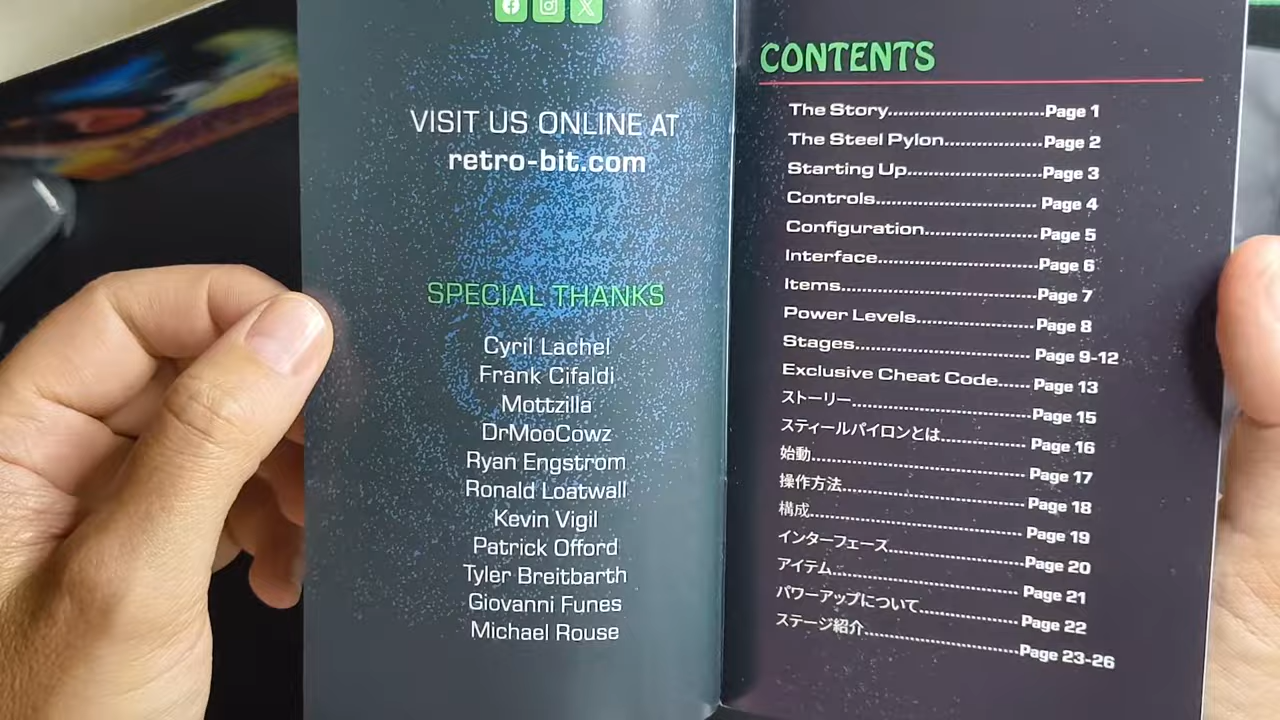 VISIT US ONLINE AT
retro-bit.com
SPECIAL THANKS
Cyril Lachel
Frank Cifaldi
Mottzilla
DrMooCowz
Ryan Engstrom
Ronald Loatwall
Kevin Vigil
Patrick Offord
Tyler Breitbarth
Giovanni Funes
Michael Rouse
CONTENTS
The Story..............................Page 1
The Steel Pylon...................Page 2
Starting Up..........................Page 3
Controls................................ Page 4
Configuration......................Page 5
Interface...............................Page 6
Items.....................................Page 7
Power Levels.......................Page 8
Stages................................... Page 9-12
Exclusive Cheat Code...... Page 13
ストーリー...................................Page 15
スティールパイロンとは................. Page 16
始動........................................... Page 17
操作方法....................................Page 18
構成........................................... Page 19
インターフェース...........................Page 20
アイテム..................................... Page 21
パワーアップについて.................... Page 22
ステージ紹介...............................Page 23-26